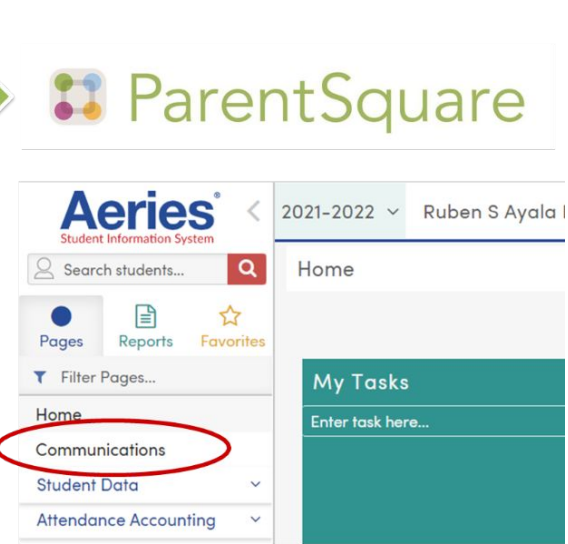 ParentSquare
Aeries®
Student Information System
2021-2022
Ruben S Ayala
Search students...
Home
Pages
Reports
Favorites
Filter Pages...
My Tasks
Home
Enter task here...
Communications
Student Data
Attendance Accounting